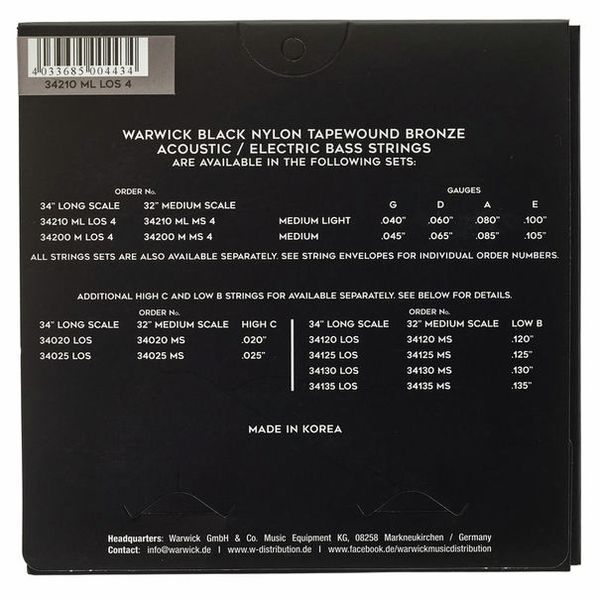 4033685004434
34210 ML LOS 4
WARWICK BLACK NYLON TAPEWOUND BRONZE
ACOUSTIC / ELECTRIC BASS STRINGS
ARE AVAILABLE IN THE FOLLOWING SETS:
ORDER No. GAUGES
34" LONG SCALE 32" MEDIUM SCALE G D A E
34210 ML LOS 4 34210 ML MS 4 MEDIUM LIGHT .040" .060" .080" .100"
34200 M LOS 4 34200 M MS 4 MEDIUM .045" .065" .085" .105"
ALL STRINGS SETS ARE ALSO AVAILABLE SEPARATELY. SEE STRING ENVELOPES FOR INDIVIDUAL ORDER NUMBERS.
ADDITIONAL HIGH C AND LOW B STRINGS FOR AVAILABLE SEPARATELY. SEE BELOW FOR DETAILS.
ORDER No. ORDER No.
34" LONG SCALE 32" MEDIUM SCALE HIGH C 34" LONG SCALE 32" MEDIUM SCALE LOW B
34020 LOS 34020 MS .020" 34120 LOS 34120 MS .120"
34025 LOS 34025 MS .025" 34125 LOS 34125 MS .125"
34130 LOS 34130 MS .130"
34135 LOS 34135 MS .135"
MADE IN KOREA
Headquarters: Warwick GmbH & Co. Music Equipment KG, 08258 Markneukirchen / Germany
Contact: info@warwick.de | www.w-distribution.de | www.facebook.de/warwickmusicdistribution